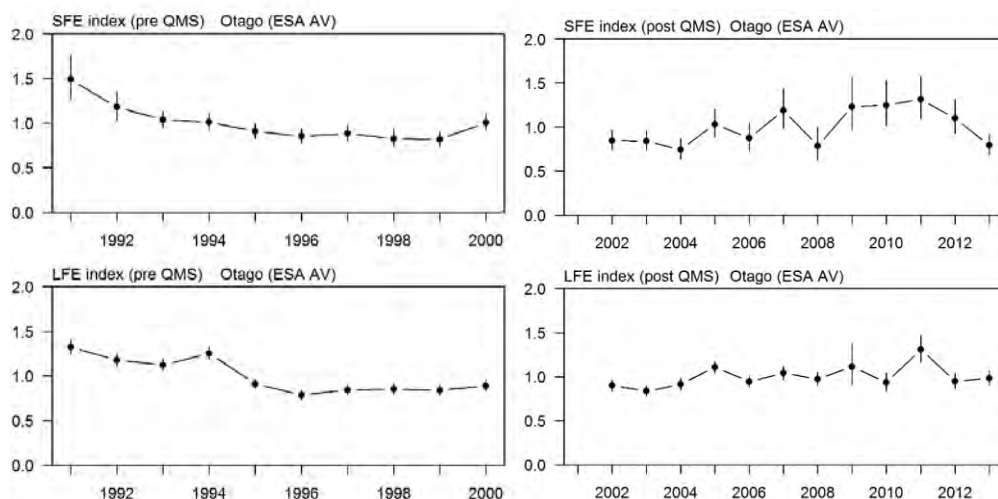 SFE index (pre QMS) Otago (ESA AV)
2.0
1.5
1.0
0.5
0.0
1992 1994 1996 1998 2000
SFE index (post QMS) Otago (ESA AV)
2.0
1.5
1.0
0.5
0.0
2002 2004 2006 2008 2010 2012
LFE index (pre QMS) Otago (ESA AV)
2.0
1.5
1.0
0.5
0.0
1992 1994 1996 1998 2000
LFE index (post QMS) Otago (ESA AV)
2.0
1.5
1.0
0.5
0.0
2002 2004 2006 2008 2010 2012